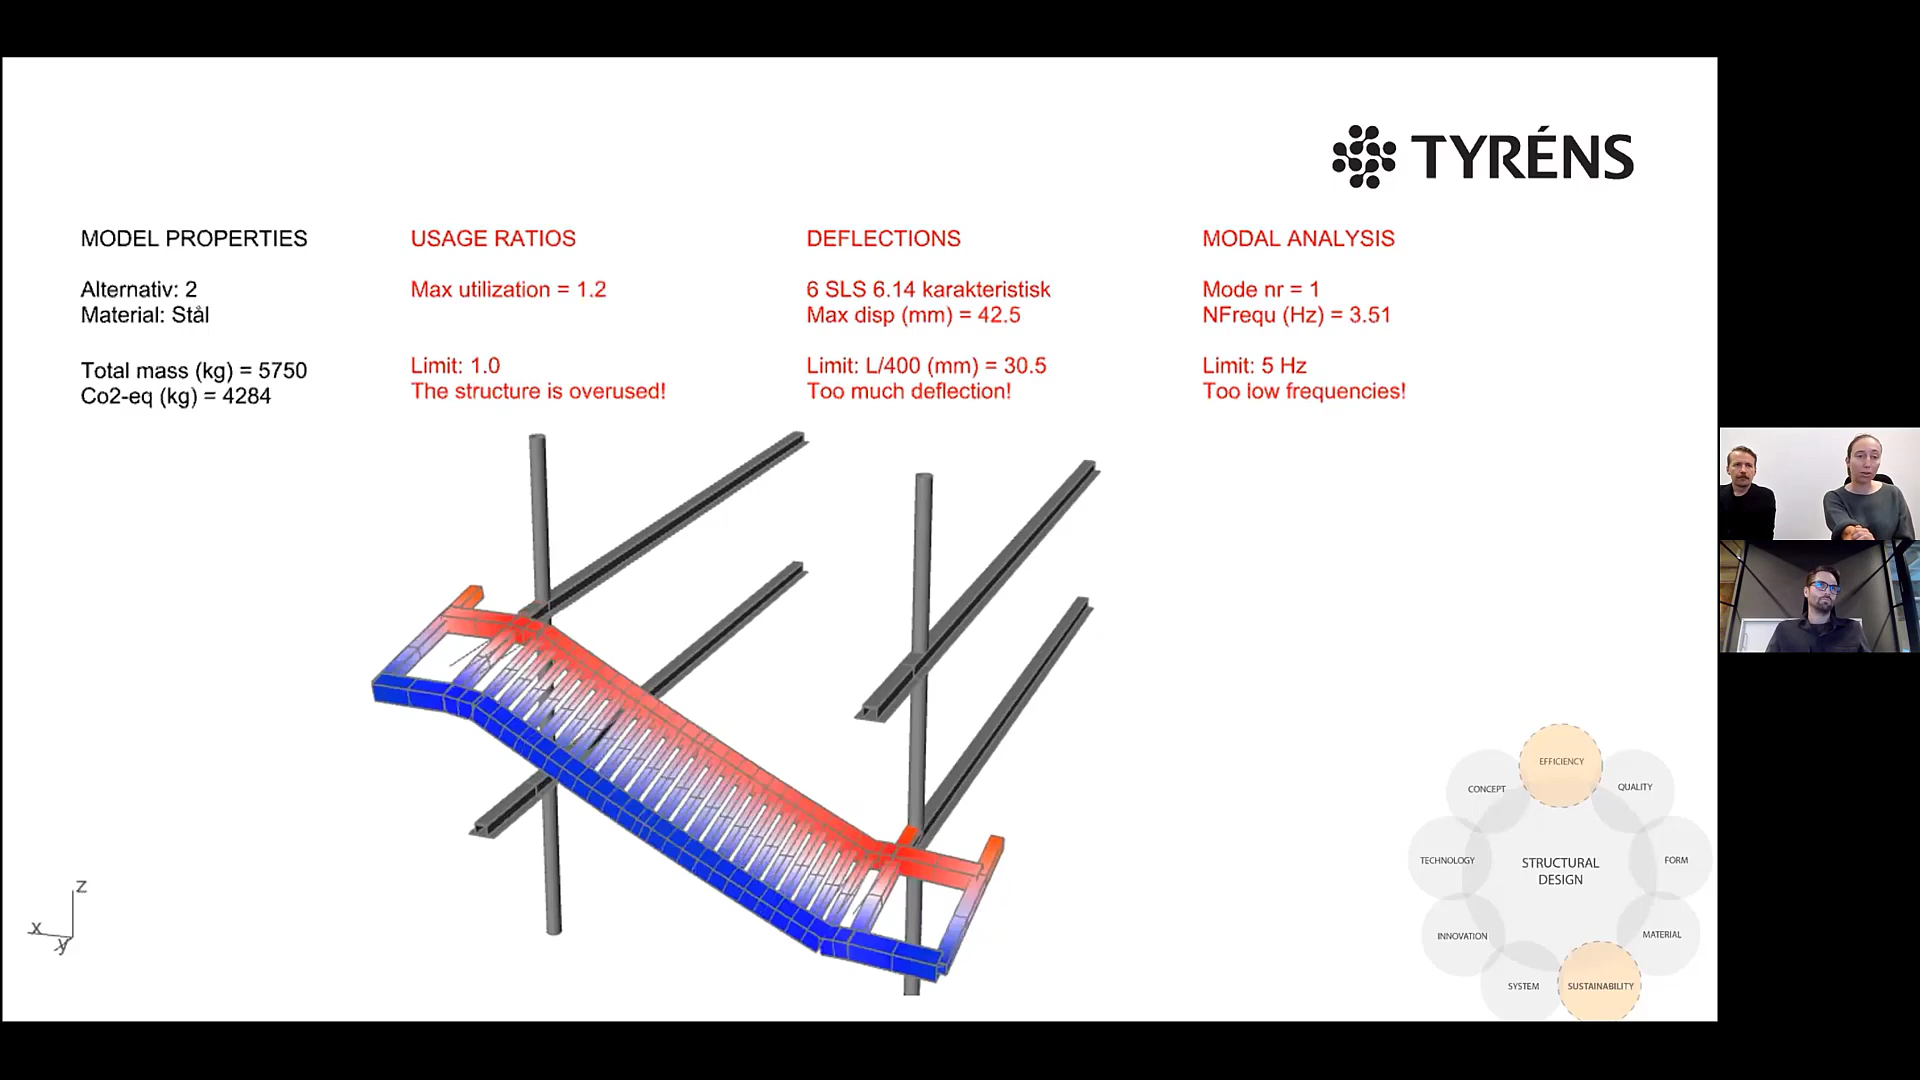 TYRÉNS
MODEL PROPERTIES
Alternativ: 2
Material: Stål
Total mass (kg) = 5750
Co2-eq (kg) = 4284
USAGE RATIOS
Max utilization = 1.2
Limit: 1.0
The structure is overused!
DEFLECTIONS
6 SLS 6.14 karakteristisk
Max disp (mm) = 42.5
Limit: L/400 (mm) = 30.5
Too much deflection!
MODAL ANALYSIS
Mode nr = 1
NFrequ (Hz) = 3.51
Limit: 5 Hz
Too low frequencies!
z
x
y
EFFICIENCY
CONCEPT
QUALITY
TECHNOLOGY
STRUCTURAL
DESIGN
FORM
INNOVATION
MATERIAL
SYSTEM
SUSTAINABILITY